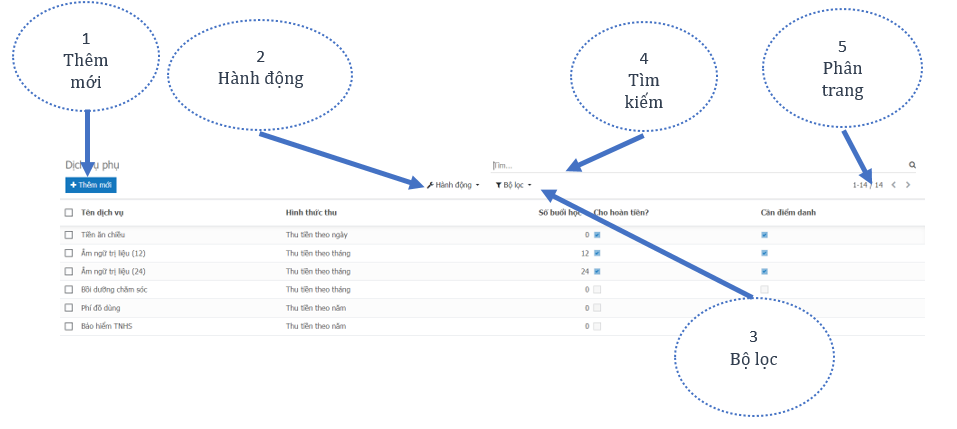 1
Thêm
mới
2
Hành động
4
Tìm
kiếm
5
Phân
trang
Dịch vụ phụ
Tìm...
Thêm mới
Hành động
Bộ lọc
1-14 / 14
Tên dịch vụ Hình thức thu Số buổi học Cho hoàn tiền? Cần điểm danh
Tiền ăn chiều Thu tiền theo ngày 0
Âm ngữ trị liệu (12) Thu tiền theo tháng 12
Âm ngữ trị liệu (24) Thu tiền theo tháng 24
Bồi dưỡng chăm sóc Thu tiền theo tháng 0
Phí đồ dùng Thu tiền theo năm 0
Bảo hiểm TNHS Thu tiền theo năm 0
3
Bộ lọc